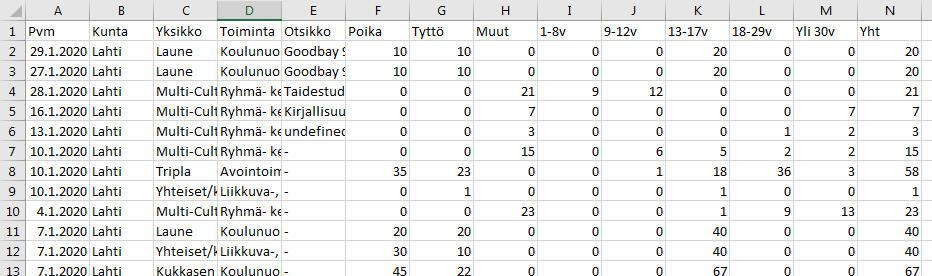 A B C D E F G H I J K L M N
1 Pvm Kunta Yksikko Toiminta Otsikko Poika Tyttö Muut 1-8v 9-12v 13-17v 18-29v Yli 30v Yht
2 29.1.2020 Lahti Laune Koulunuo Goodbay 9 10 10 0 0 0 20 0 0 20
3 27.1.2020 Lahti Laune Koulunuo Goodbay 9 10 10 0 0 0 20 0 0 20
4 28.1.2020 Lahti Multi-Cult Ryhmä- ke Taidestud 0 0 21 9 12 0 0 0 21
5 16.1.2020 Lahti Multi-Cult Ryhmä- ke Kirjallisuu 0 0 7 0 0 0 0 7 7
6 13.1.2020 Lahti Multi-Cult Ryhmä- ke undefined 0 0 3 0 0 0 1 2 3
7 10.1.2020 Lahti Multi-Cult Ryhmä- ke - 0 0 15 0 6 5 2 2 15
8 10.1.2020 Lahti Tripla Avointoim - 35 23 0 0 1 18 36 3 58
9 10.1.2020 Lahti Yhteiset/k Liikkuva-, - 0 1 0 0 0 1 0 0 1
10 4.1.2020 Lahti Multi-Cult Ryhmä- ke - 0 0 23 0 0 1 9 13 23
11 7.1.2020 Lahti Laune Koulunuo - 20 20 0 0 0 40 0 0 40
12 7.1.2020 Lahti Yhteiset/k Liikkuva-, - 30 10 0 0 0 40 0 0 40
13 7.1.2020 Lahti Kukkasen Koulunuo - 45 22 0 0 0 67 0 0 67